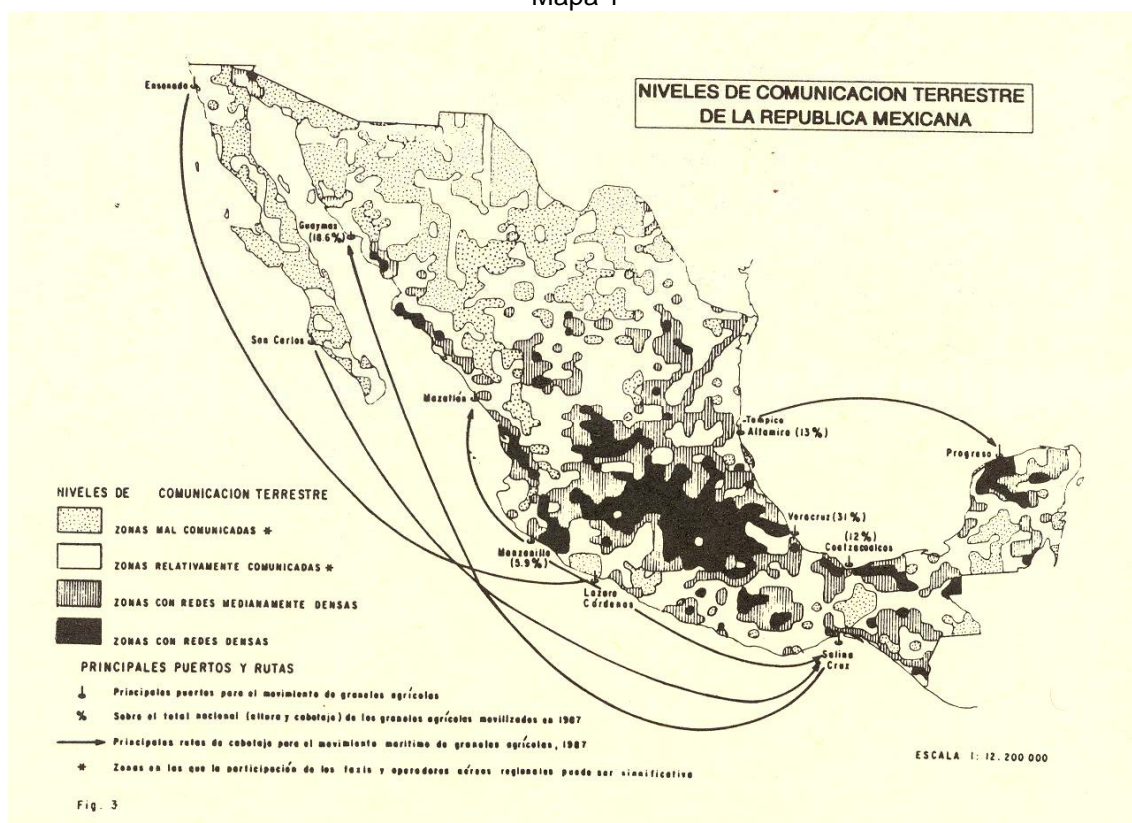 Mapa 1
NIVELES DE COMUNICACION TERRESTRE
DE LA REPUBLICA MEXICANA
Ensenada
Guaymas
(18.6%)
San Carlos
Mazatlán
Tampico
Altamira (13%)
Progreso
Veracruz (31%)
(12%)
Coatzacoalcos
Manzanillo
(5.9%)
Lazaro
Cárdenas
Salina
Cruz
NIVELES DE COMUNICACION TERRESTRE
ZONAS MAL COMUNICADAS *
ZONAS RELATIVAMENTE COMUNICADAS *
ZONAS CON REDES MEDIANAMENTE DENSAS
ZONAS CON REDES DENSAS
PRINCIPALES PUERTOS Y RUTAS
Principales puertos para el movimiento de graneles agrícolas
% Sobre el total nacional (altura y cabotaje) de los graneles agrícolas movilizados en 1987
Principales rutas de cabotaje para el movimiento marítimo de graneles agrícolas, 1987
* Zonas en las que la participación de los taxis y operadores aéreos regionales puede ser significativa
ESCALA 1: 12.200 000
Fig. 3